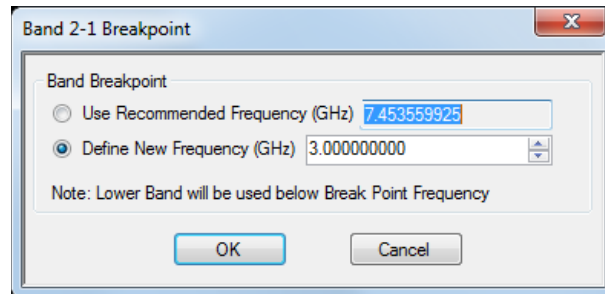 Band 2-1 Breakpoint
Band Breakpoint
Use Recommended Frequency (GHz) 7.453559925
Define New Frequency (GHz) 3.000000000
Note: Lower Band will be used below Break Point Frequency
OK Cancel